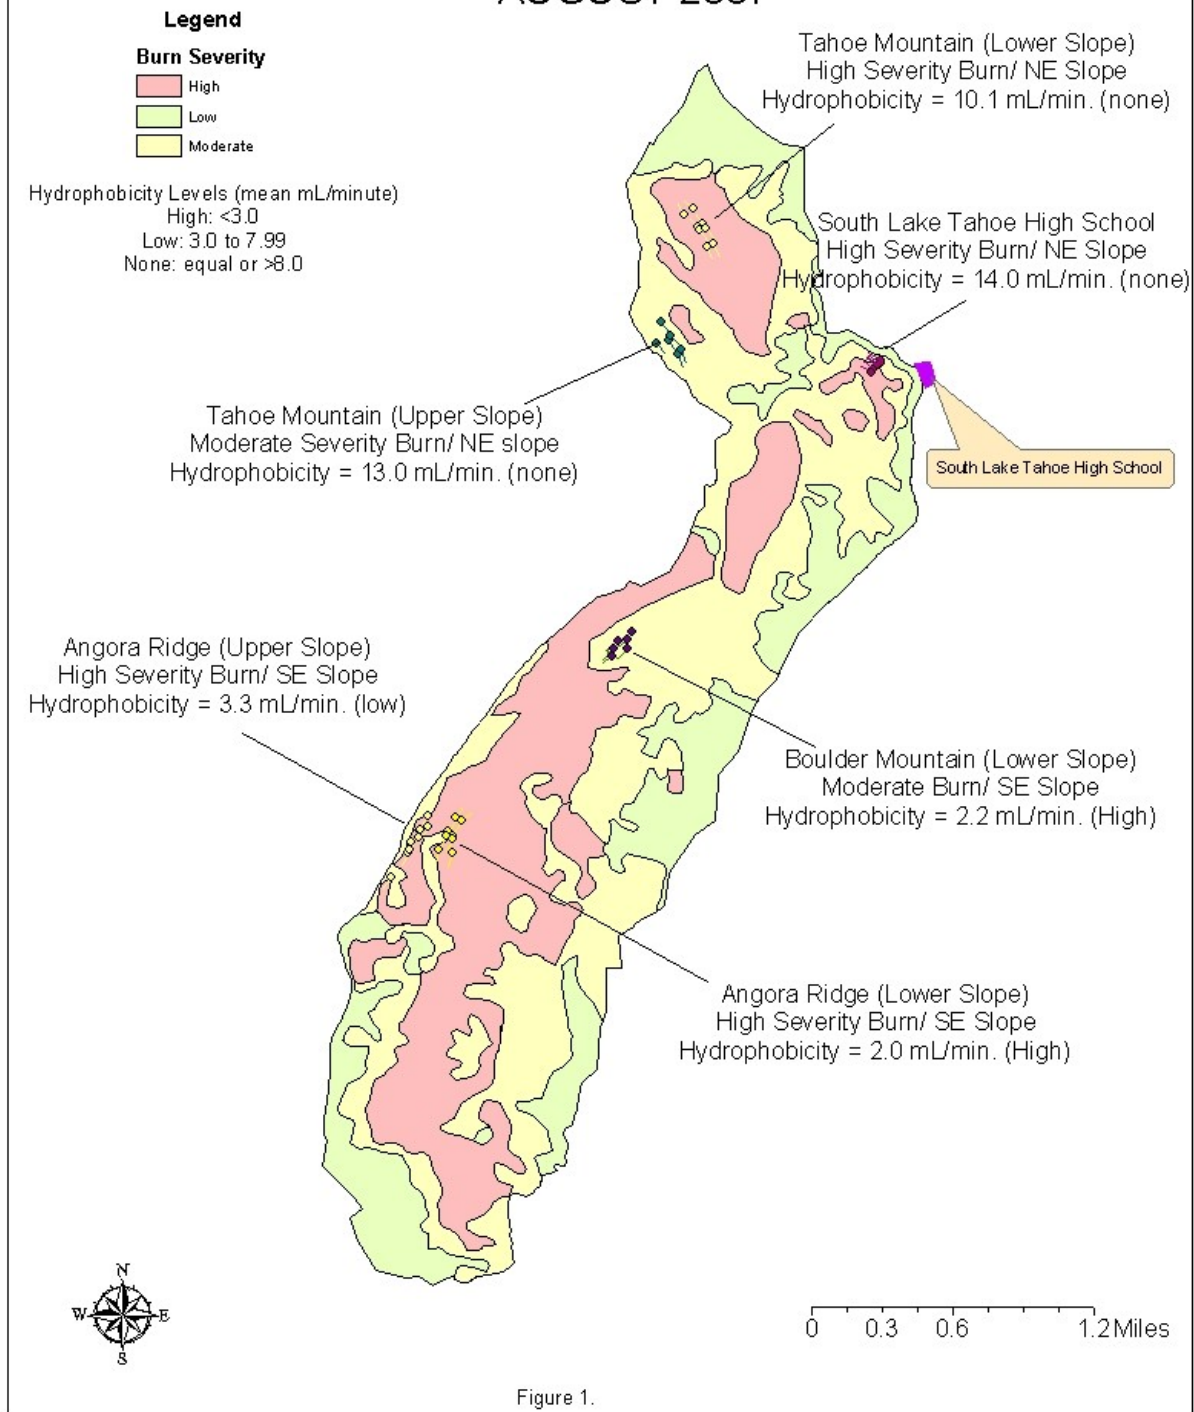 Legend
Burn Severity
High
Low
Moderate
Hydrophobicity Levels (mean mL/minute)
High: <3.0
Low: 3.0 to 7.99
None: equal or >8.0
Tahoe Mountain (Lower Slope)
High Severity Burn/ NE Slope
Hydrophobicity = 10.1 mL/min. (none)
South Lake Tahoe High School
High Severity Burn/ NE Slope
Hydrophobicity = 14.0 mL/min. (none)
Tahoe Mountain (Upper Slope)
Moderate Severity Burn/ NE slope
Hydrophobicity = 13.0 mL/min. (none)
South Lake Tahoe High School
Angora Ridge (Upper Slope)
High Severity Burn/ SE Slope
Hydrophobicity = 3.3 mL/min. (low)
Boulder Mountain (Lower Slope)
Moderate Burn/ SE Slope
Hydrophobicity = 2.2 mL/min. (High)
Angora Ridge (Lower Slope)
High Severity Burn/ SE Slope
Hydrophobicity = 2.0 mL/min. (High)
N
W E
S
0 0.3 0.6 1.2 Miles
Figure 1.